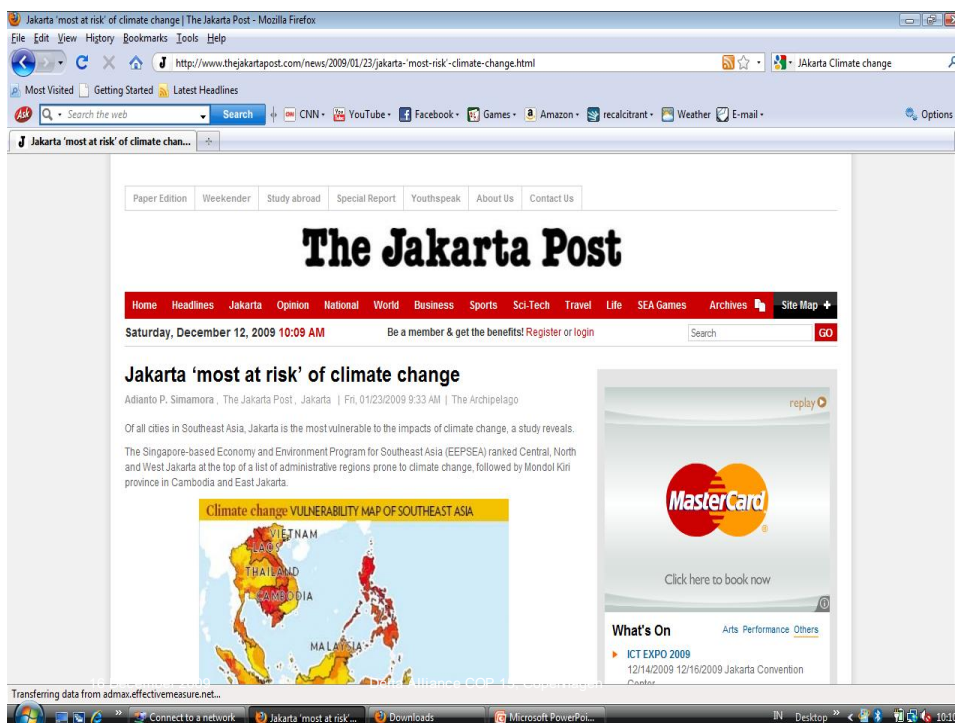 Jakarta 'most at risk' of climate change | The Jakarta Post - Mozilla Firefox
File Edit View History Bookmarks Tools Help
http://www.thejakartapost.com/news/2009/01/23/jakarta-'most-risk'-climate-change.html JAkarta Climate change
Most Visited Getting Started Latest Headlines
Ask Search the web Search CNN YouTube Facebook Games Amazon recalcitrant Weather E-mail Options
Jakarta 'most at risk' of climate chan...
Paper Edition Weekender Study abroad Special Report Youthspeak About Us Contact Us
The Jakarta Post
Home Headlines Jakarta Opinion National World Business Sports Sci-Tech Travel Life SEA Games Archives Site Map +
Saturday, December 12, 2009 10:09 AM Be a member & get the benefits! Register or login Search GO
Jakarta 'most at risk' of climate change
Adianto P. Simamora , The Jakarta Post , Jakarta | Fri, 01/23/2009 9:33 AM | The Archipelago
Of all cities in Southeast Asia, Jakarta is the most vulnerable to the impacts of climate change, a study reveals.
The Singapore-based Economy and Environment Program for Southeast Asia (EEPSEA) ranked Central, North
and West Jakarta at the top of a list of administrative regions prone to climate change, followed by Mondol Kiri
province in Cambodia and East Jakarta.
Climate change VULNERABILITY MAP OF SOUTHEAST ASIA
VIETNAM
LAOS
THAILAND
CAMBODIA
MALAYSIA
replay
MasterCard
Click here to book now
What's On Arts Performance Others
ICT EXPO 2009
12/14/2009 12/16/2009 Jakarta Convention
Center
2009 Delta Alliance COP 15, Copenhagen
Transferring data from admax.effectivemeasure.net...
Connect to a network Jakarta 'most at risk'... Downloads Microsoft PowerPoi... IN Desktop 10:10